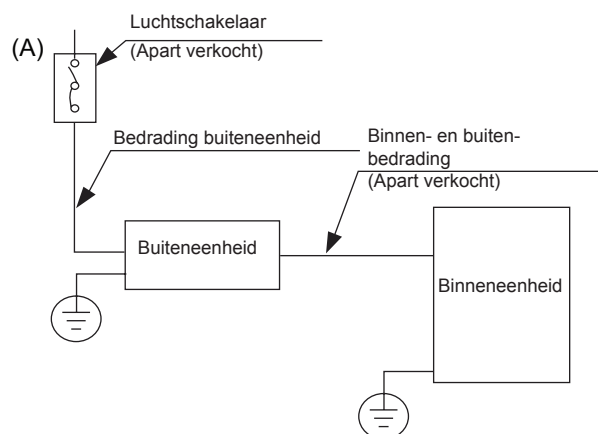 (A)
Luchtschakelaar
(Apart verkocht)
Bedrading buiteneenheid
Binnen- en buiten-
bedrading
(Apart verkocht)
Buiteneenheid
Binneneenheid